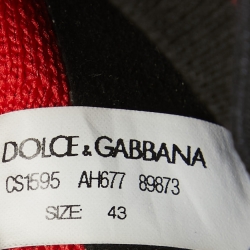 DOLCE & GABBANA
CS1595 AH677 89873
SIZE: 43